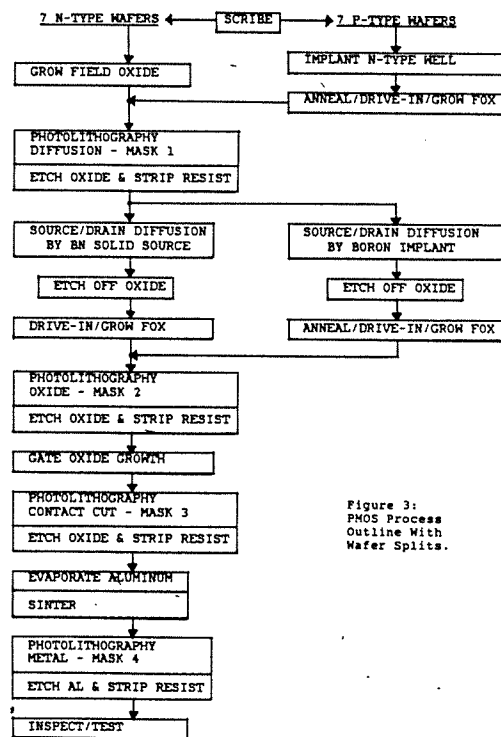 7 N-TYPE WAFERS
SCRIBE
7 P-TYPE WAFERS
GROW FIELD OXIDE
IMPLANT N-TYPE WELL
ANNEAL/DRIVE-IN/GROW FOX
PHOTOLITHOGRAPHY
DIFFUSION - MASK 1
ETCH OXIDE & STRIP RESIST
SOURCE/DRAIN DIFFUSION
BY BN SOLID SOURCE
SOURCE/DRAIN DIFFUSION
BY BORON IMPLANT
ETCH OFF OXIDE
ETCH OFF OXIDE
DRIVE-IN/GROW FOX
ANNEAL/DRIVE-IN/GROW FOX
PHOTOLITHOGRAPHY
OXIDE - MASK 2
ETCH OXIDE & STRIP RESIST
GATE OXIDE GROWTH
PHOTOLITHOGRAPHY
CONTACT CUT - MASK 3
ETCH OXIDE & STRIP RESIST
Figure 3:
PMOS Process
Outline With
Wafer Splits.
EVAPORATE ALUMINUM
SINTER
PHOTOLITHOGRAPHY
METAL - MASK 4
ETCH AL & STRIP RESIST
INSPECT/TEST